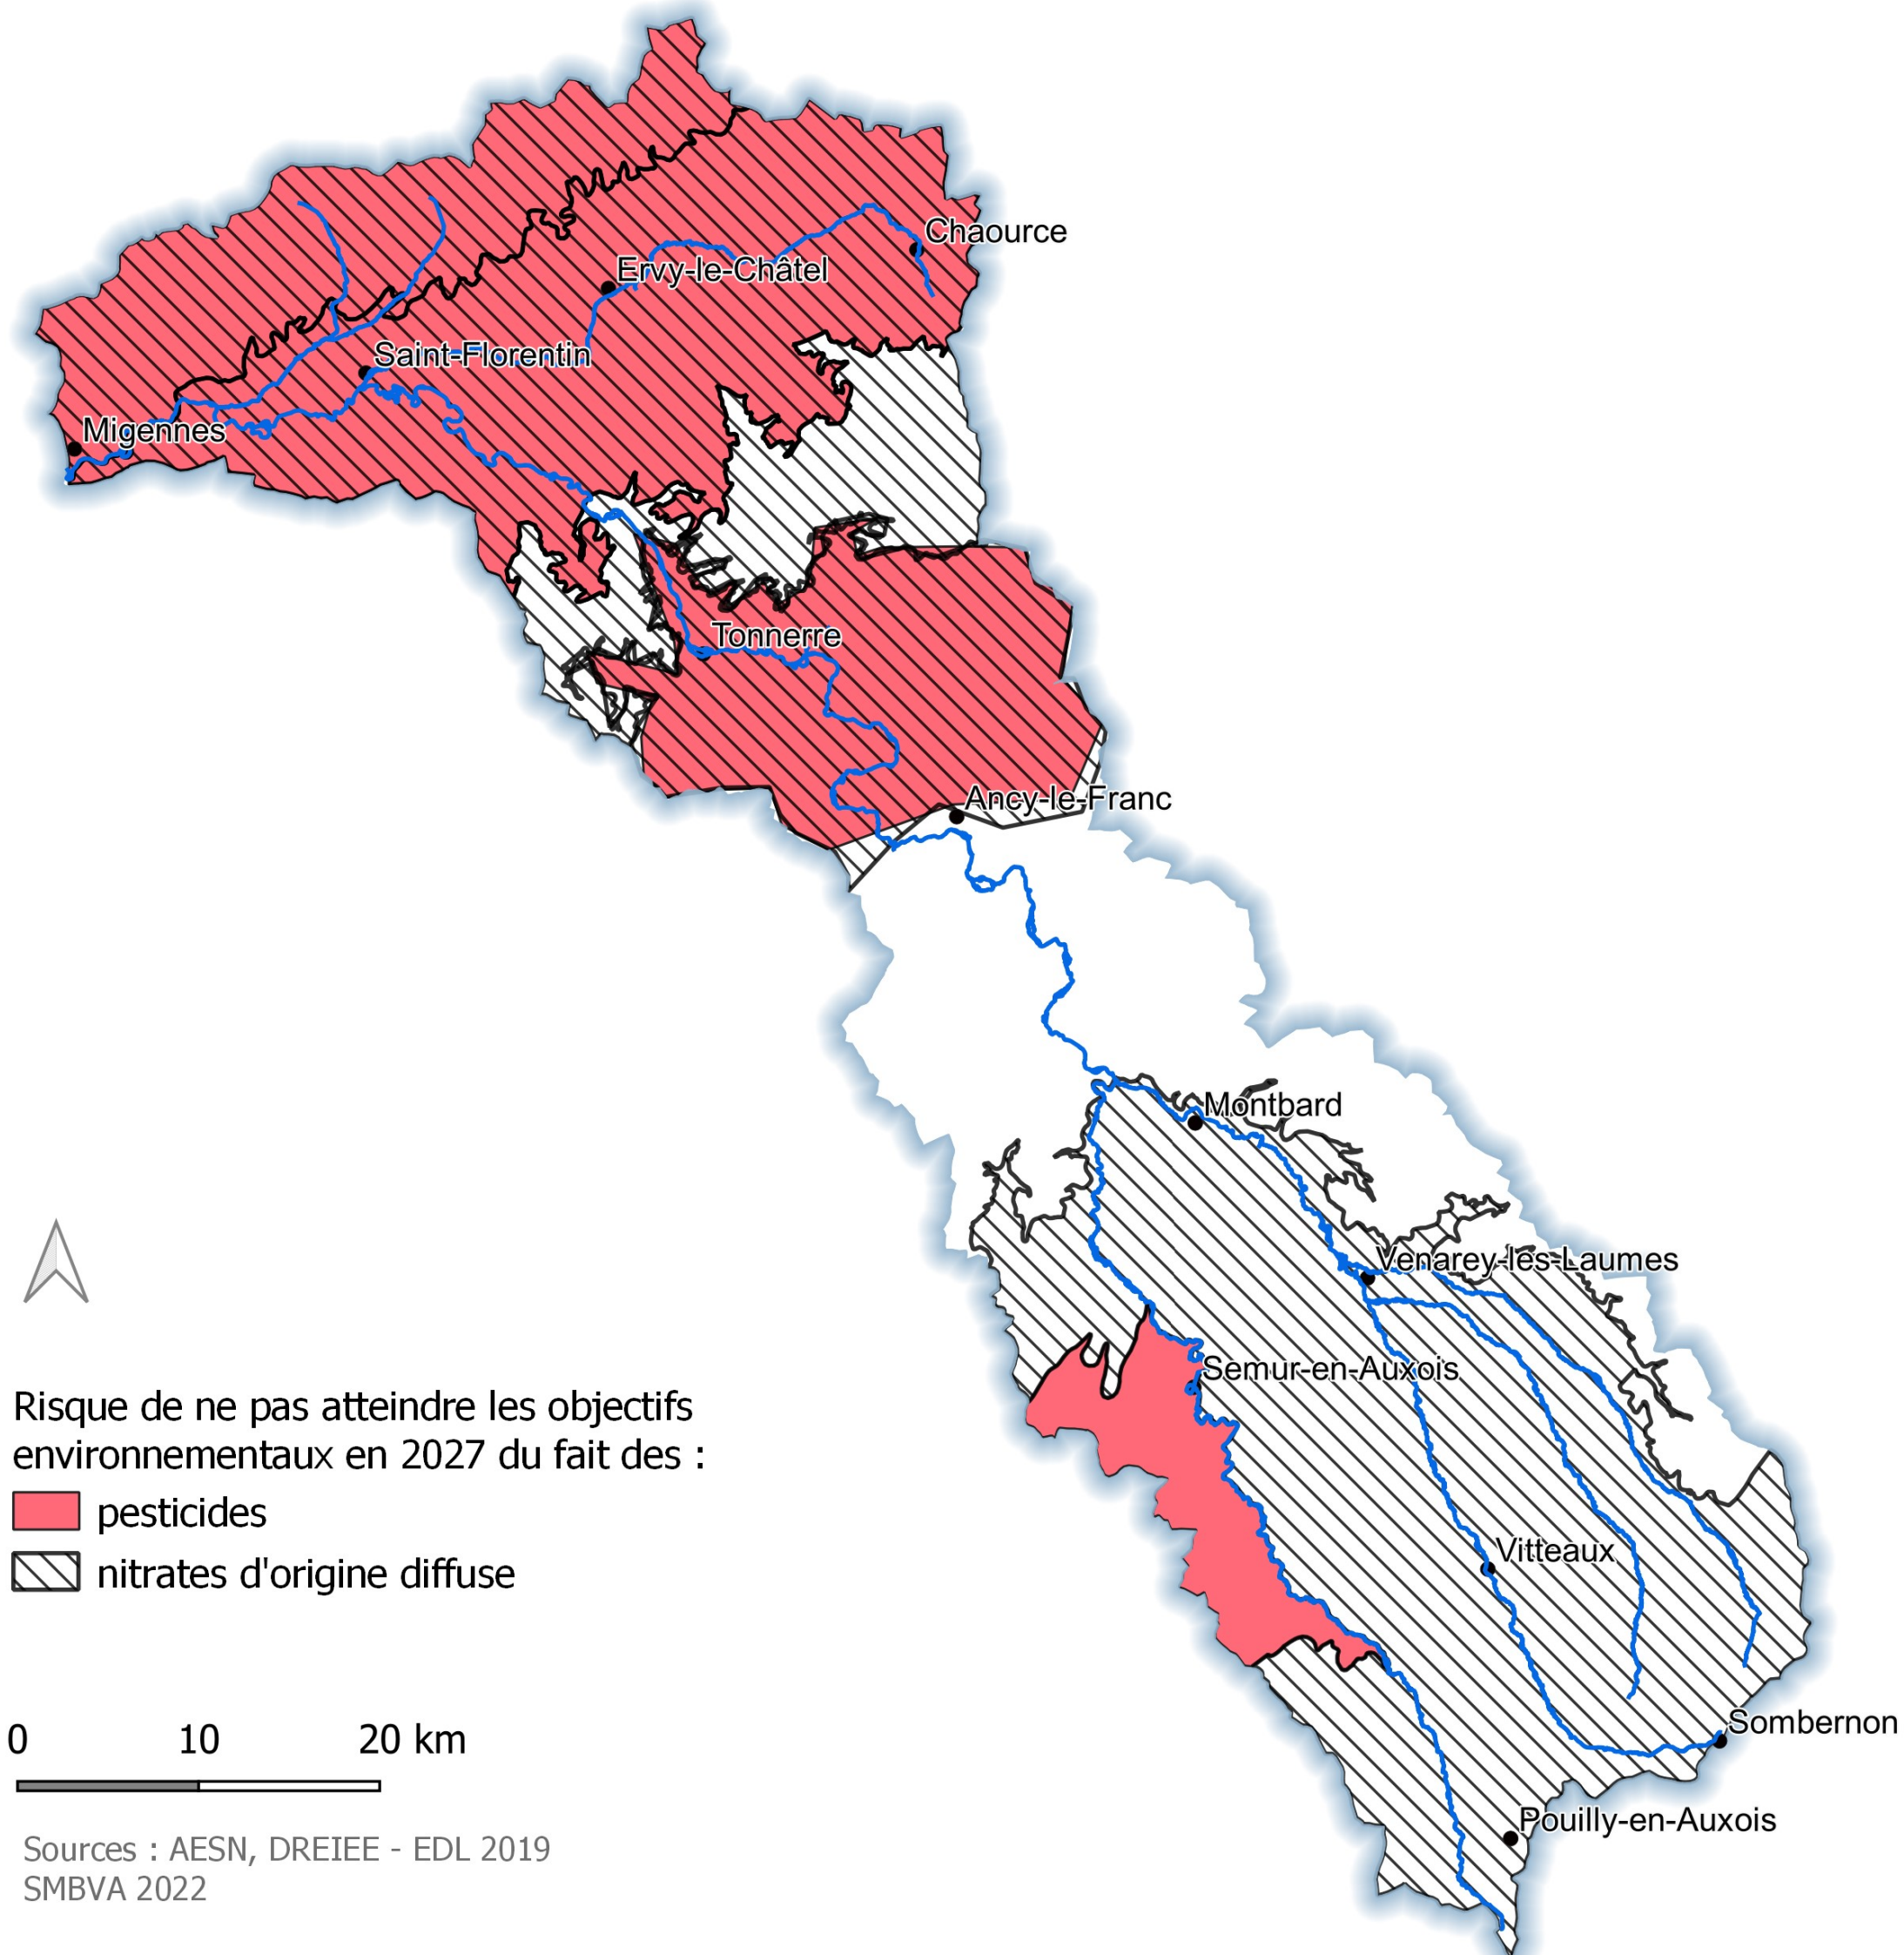 Chaource
Ervy-le-Châtel
Saint-Florentin
Migennes
Tonnerre
Ancy-le-Franc
Montbard
Venarey-les-Laumes
Semur-en-Auxois
Vitteaux
Sombernon
Pouilly-en-Auxois
Risque de ne pas atteindre les objectifs
environnementaux en 2027 du fait des :
pesticides
nitrates d'origine diffuse
0 10 20 km
Sources : AESN, DREIEE - EDL 2019
SMBVA 2022